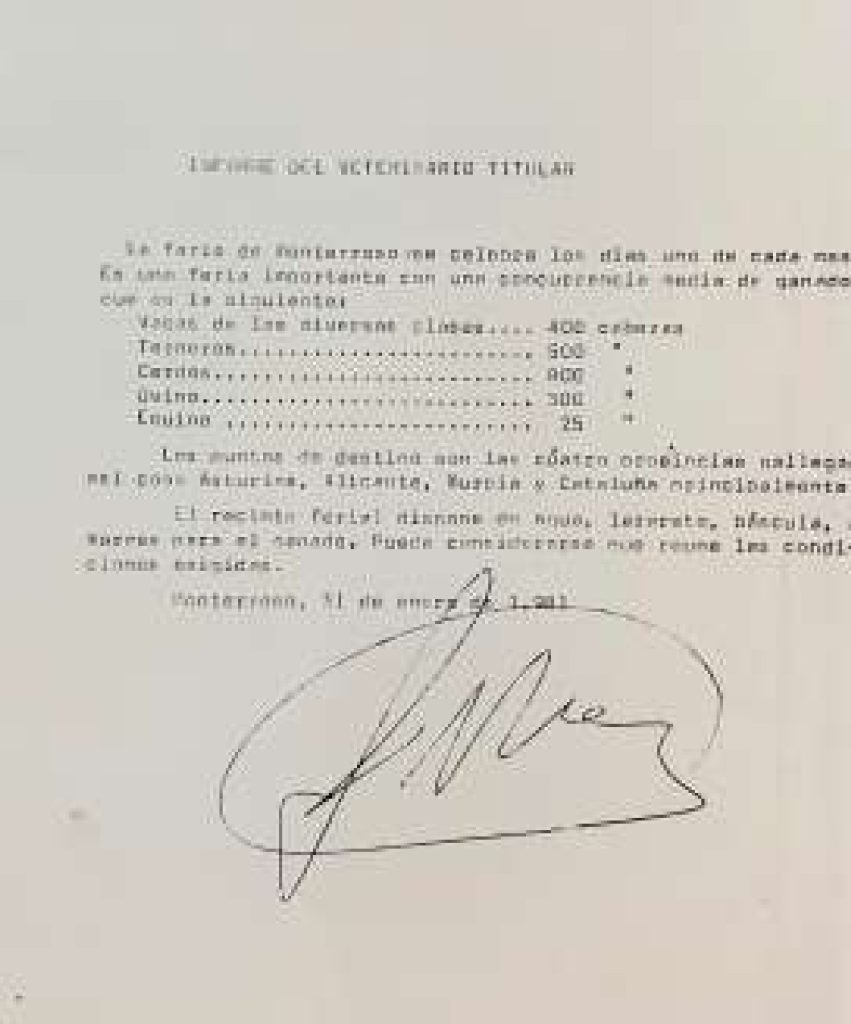 INFORME DEL VETERINARIO TITULAR
La feria de Monterroso se celebra los días uno de cada mes
Es una feria importante con una concurrencia media de ganado
que es la siguiente:
Vacas de las diversas clases.... 400 cabezas
Terneros........................ 500 "
Cerdos.......................... 800 "
Ovino........................... 300 "
Equino ......................... 25 "
Los puntos de destino son las cuatro provincias gallegas
así como Asturias, Alicante, Murcia y Cataluña principalmente
El recinto ferial dispone de agua, lazareto, báscula,
para el ganado. Puede considerarse que reune las condi-
ciones exigidas.
Monterroso, 31 de enero de 1.981